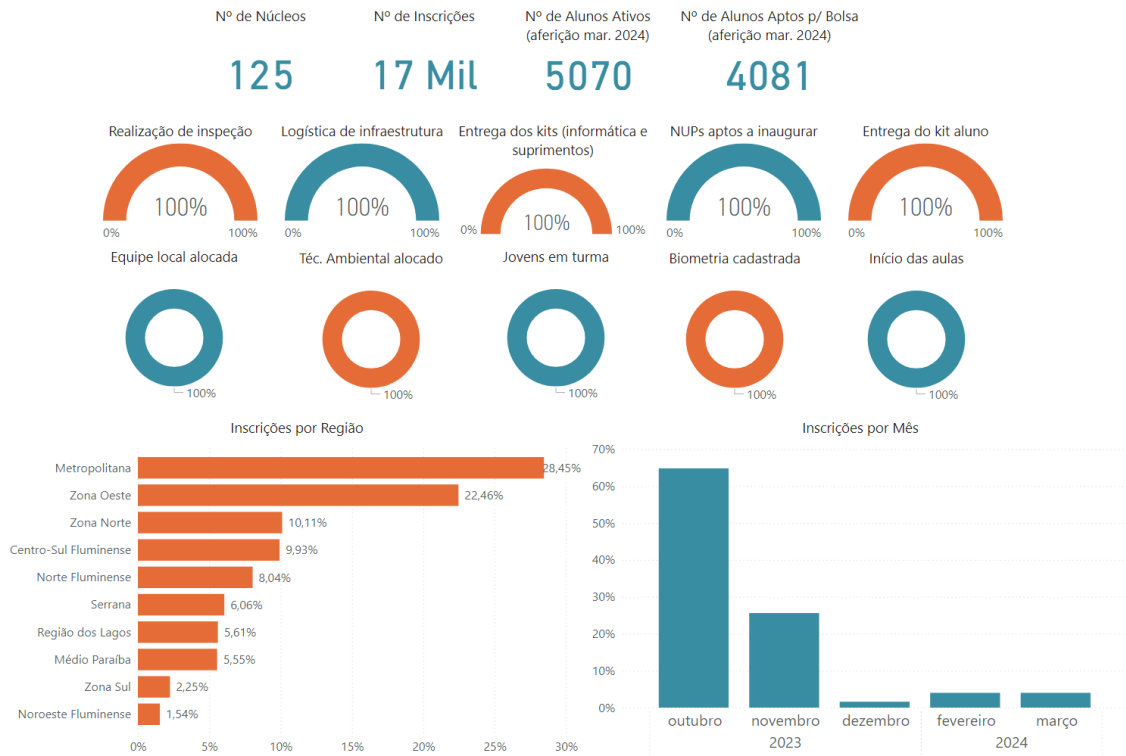 Nº de Núcleos
125
Nº de Inscrições
17 Mil
Nº de Alunos Ativos
(aferição mar. 2024)
5070
Nº de Alunos Aptos p/ Bolsa
(aferição mar. 2024)
4081
Realização de inspeção
100%
0%
100%
Logística de infraestrutura
100%
0%
100%
Entrega dos kits (informática e
suprimentos)
100%
0%
100%
NUPs aptos a inaugurar
100%
0%
100%
Entrega do kit aluno
100%
0%
100%
Equipe local alocada
100%
Téc. Ambiental alocado
100%
Jovens em turma
100%
Biometria cadastrada
100%
Início das aulas
100%
Inscrições por Região
Metropolitana
28,45%
Zona Oeste
22,46%
Zona Norte
10,11%
Centro-Sul Fluminense
9,93%
Norte Fluminense
8,04%
Serrana
6,06%
Região dos Lagos
5,61%
Médio Paraíba
5,55%
Zona Sul
2,25%
Noroeste Fluminense
1,54%
0%
5%
10%
15%
20%
25%
30%
Inscrições por Mês
70%
60%
50%
40%
30%
20%
10%
0%
outubro
novembro
dezembro
fevereiro
março
2023
2024